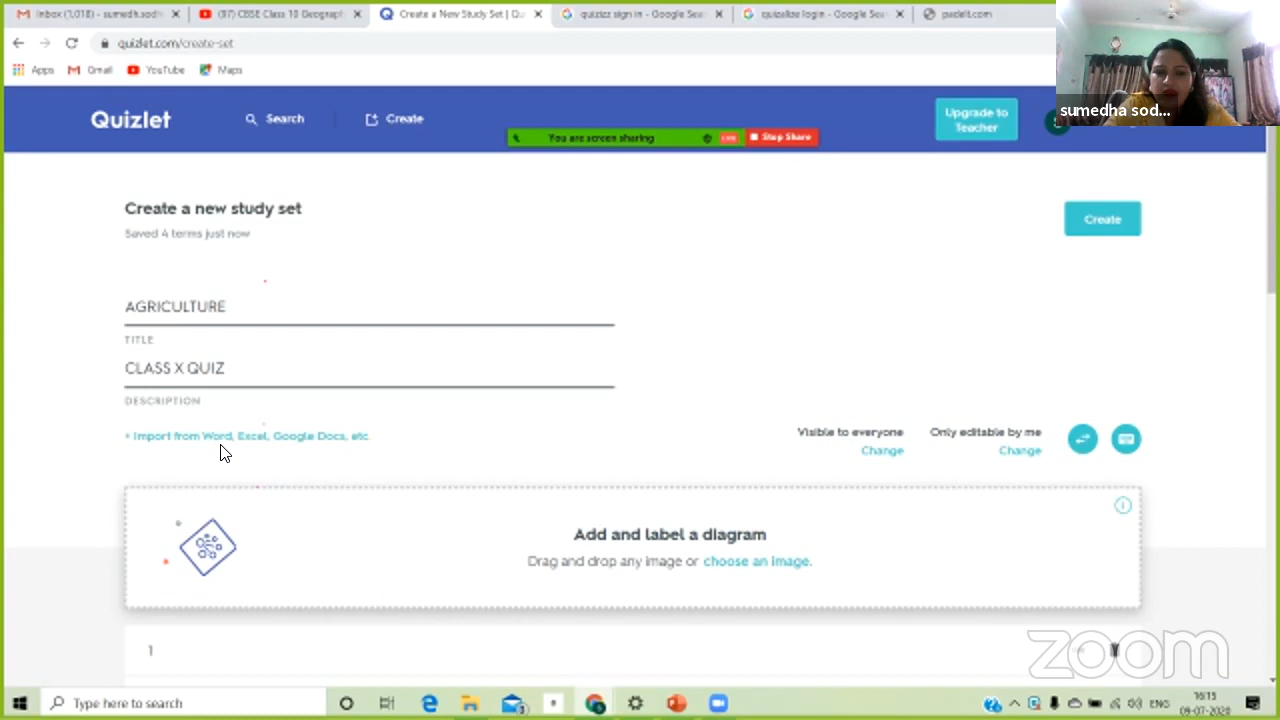 Inbox (1,018) - sumedh.sodh
(97) CBSE Class 10 Geograph
Create a New Study Set | Qu
quizizz sign in - Google Sea
quizalize login - Google Sea
padelt.com
quizlet.com/create-set
Apps
Gmail
YouTube
Maps
sumedha sod...
Quizlet
Search
Create
Upgrade to
Teacher
You are screen sharing
LIVE
Stop Share
Create a new study set
Saved 4 terms just now
Create
AGRICULTURE
TITLE
CLASS X QUIZ
DESCRIPTION
+ Import from Word, Excel, Google Docs, etc.
Visible to everyone
Change
Only editable by me
Change
Add and label a diagram
Drag and drop any image or choose an image.
1
zoom
Type here to search
ENG
16:15
09-07-2020